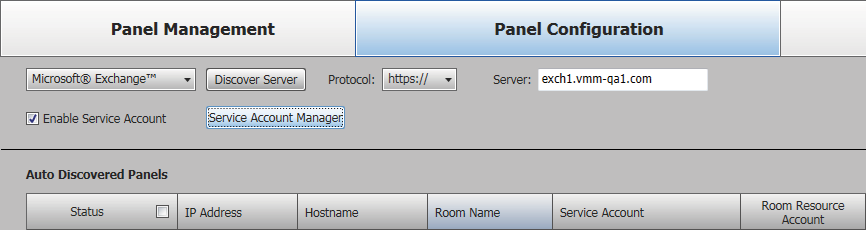 Panel Management Panel Configuration
Microsoft® Exchange™ Discover Server Protocol: https:// Server: exch1.vmm-qa1.com
Enable Service Account Service Account Manager
Auto Discovered Panels
Status IP Address Hostname Room Name Service Account Room Resource
Account